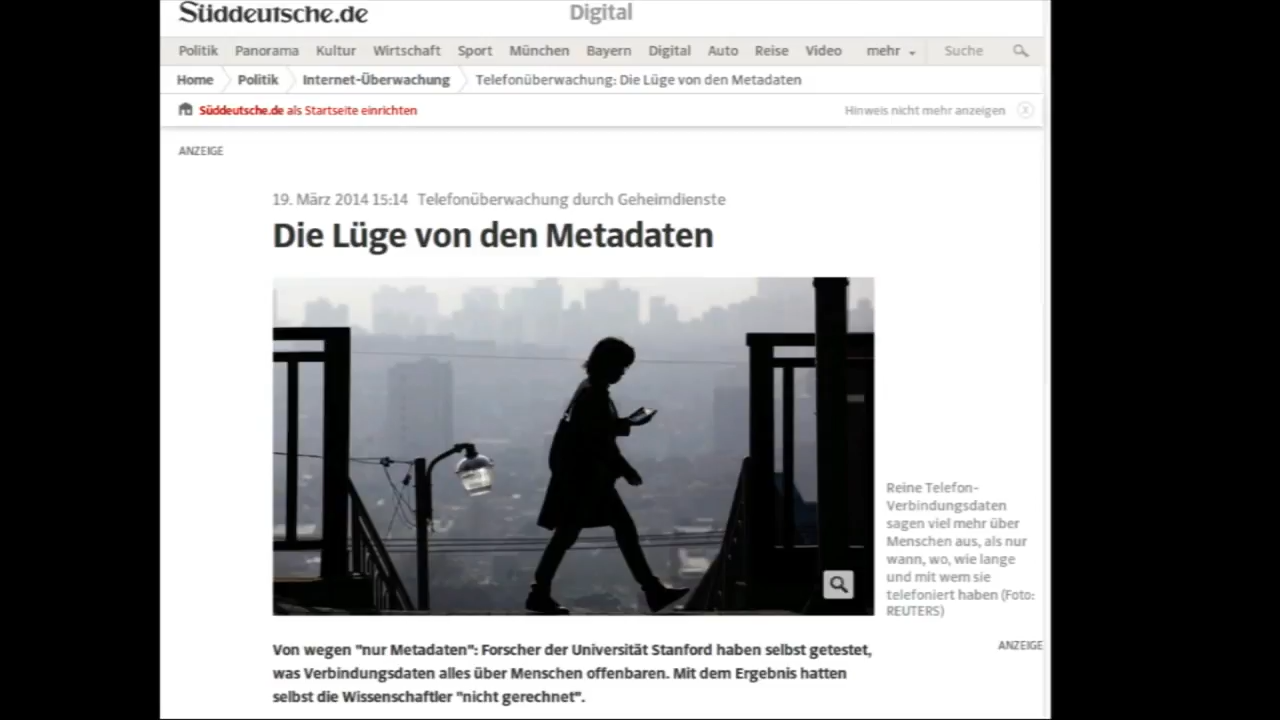 Süddeutsche.de
Digital
Politik Panorama Kultur Wirtschaft Sport München Bayern Digital Auto Reise Video mehr Suche
Home Politik Internet-Überwachung Telefonüberwachung: Die Lüge von den Metadaten
Süddeutsche.de als Startseite einrichten Hinweis nicht mehr anzeigen
ANZEIGE
19. März 2014 15:14 Telefonüberwachung durch Geheimdienste
Die Lüge von den Metadaten
Reine Telefon-
Verbindungsdaten
sagen viel mehr über
Menschen aus, als nur
wann, wo, wie lange
und mit wem sie
telefoniert haben (Foto:
REUTERS)
ANZEIGE
Von wegen "nur Metadaten": Forscher der Universität Stanford haben selbst getestet,
was Verbindungsdaten alles über Menschen offenbaren. Mit dem Ergebnis hatten
selbst die Wissenschaftler "nicht gerechnet".